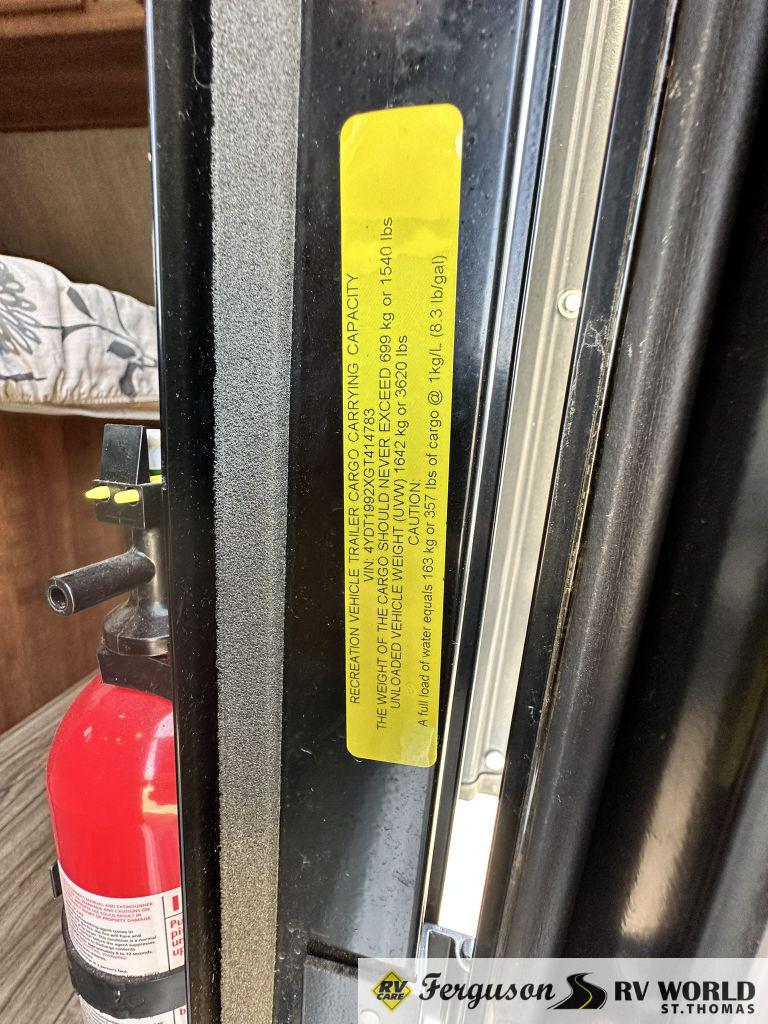 RECREATION VEHICLE TRAILER CARGO CARRYING CAPACITY
VIN: 4YDT1992XGT414783
THE WEIGHT OF THE CARGO SHOULD NEVER EXCEED 699 kg or 1540 lbs
UNLOADED VEHICLE WEIGHT (UVW) 1642 kg or 3620 lbs
CAUTION:
A full load of water equals 163 kg or 357 lbs of cargo @ 1kg/L (8.3 lb/gal)
RV CARE Ferguson RV WORLD
ST.THOMAS